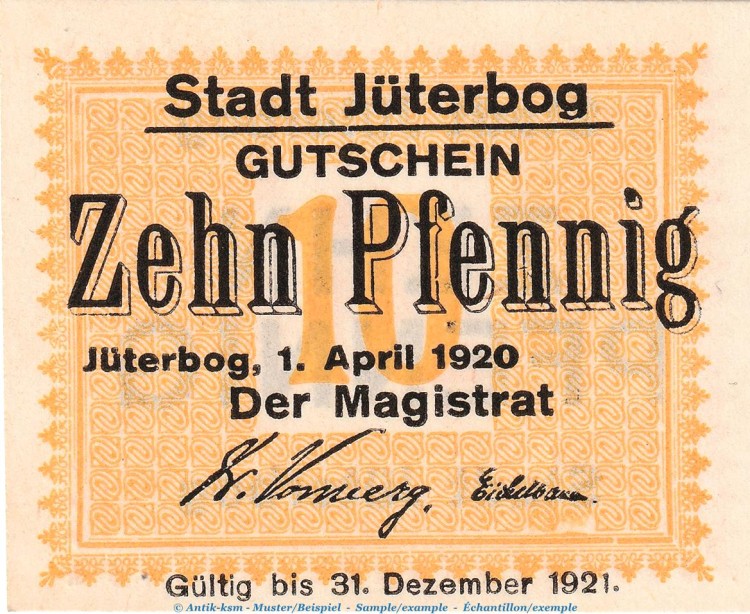 Stadt Jüterbog
GUTSCHEIN
10
Zehn Pfennig
Jüterbog, 1. April 1920
Der Magistrat
Gültig bis 31. Dezember 1921.
© Antik-ksm - Muster/Beispiel - Sample/example - Échantillon/exemple